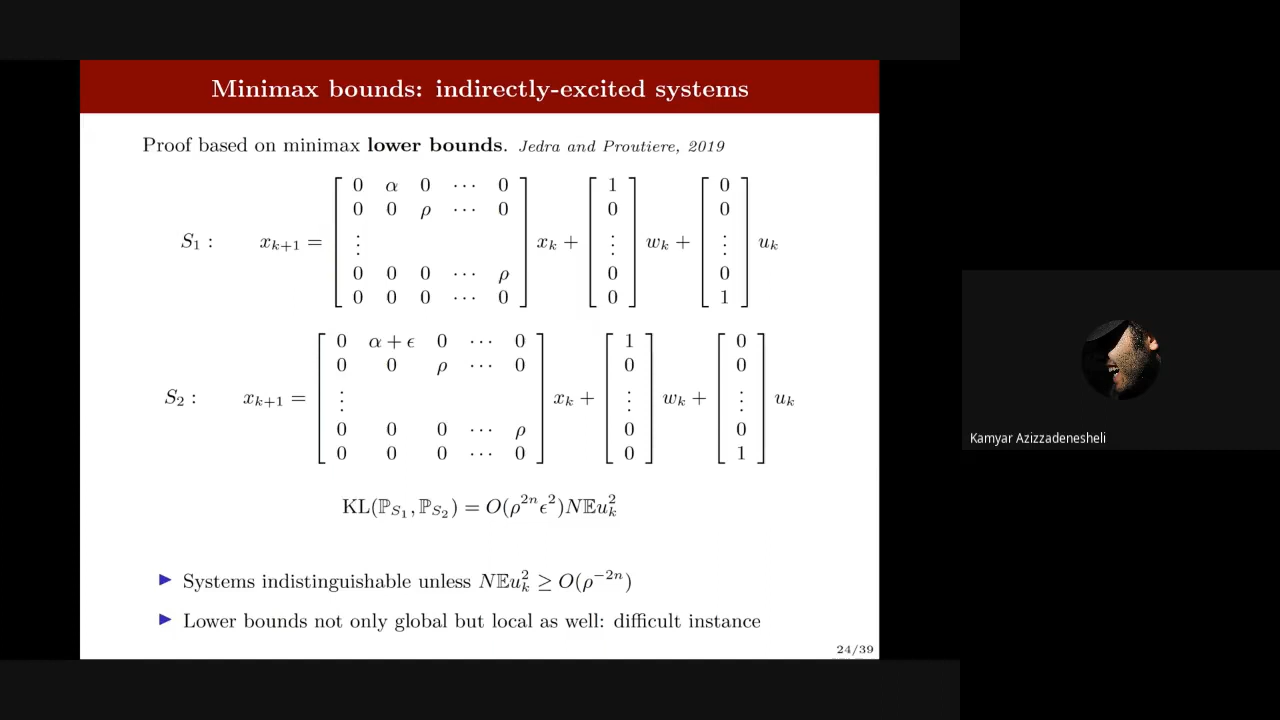 Minimax bounds: indirectly-excited systems
Proof based on minimax lower bounds. Jedra and Proutiere, 2019
S₁ : x_{k+1} = [ 0 α 0 ⋯ 0 ; 0 0 ρ ⋯ 0 ; ⋮ ; 0 0 0 ⋯ ρ ; 0 0 0 ⋯ 0 ] x_k + [ 1 ; 0 ; ⋮ ; 0 ; 0 ] w_k + [ 0 ; 0 ; ⋮ ; 0 ; 1 ] u_k
S₂ : x_{k+1} = [ 0 α + ϵ 0 ⋯ 0 ; 0 0 ρ ⋯ 0 ; ⋮ ; 0 0 0 ⋯ ρ ; 0 0 0 ⋯ 0 ] x_k + [ 1 ; 0 ; ⋮ ; 0 ; 0 ] w_k + [ 0 ; 0 ; ⋮ ; 0 ; 1 ] u_k
KL(ℙ_{S₁}, ℙ_{S₂}) = O(ρ^{2n}ϵ²)N𝔼u_k²
▶ Systems indistinguishable unless N𝔼u_k² ≥ O(ρ^{−2n})
▶ Lower bounds not only global but local as well: difficult instance
24/39
Kamyar Azizzadenesheli